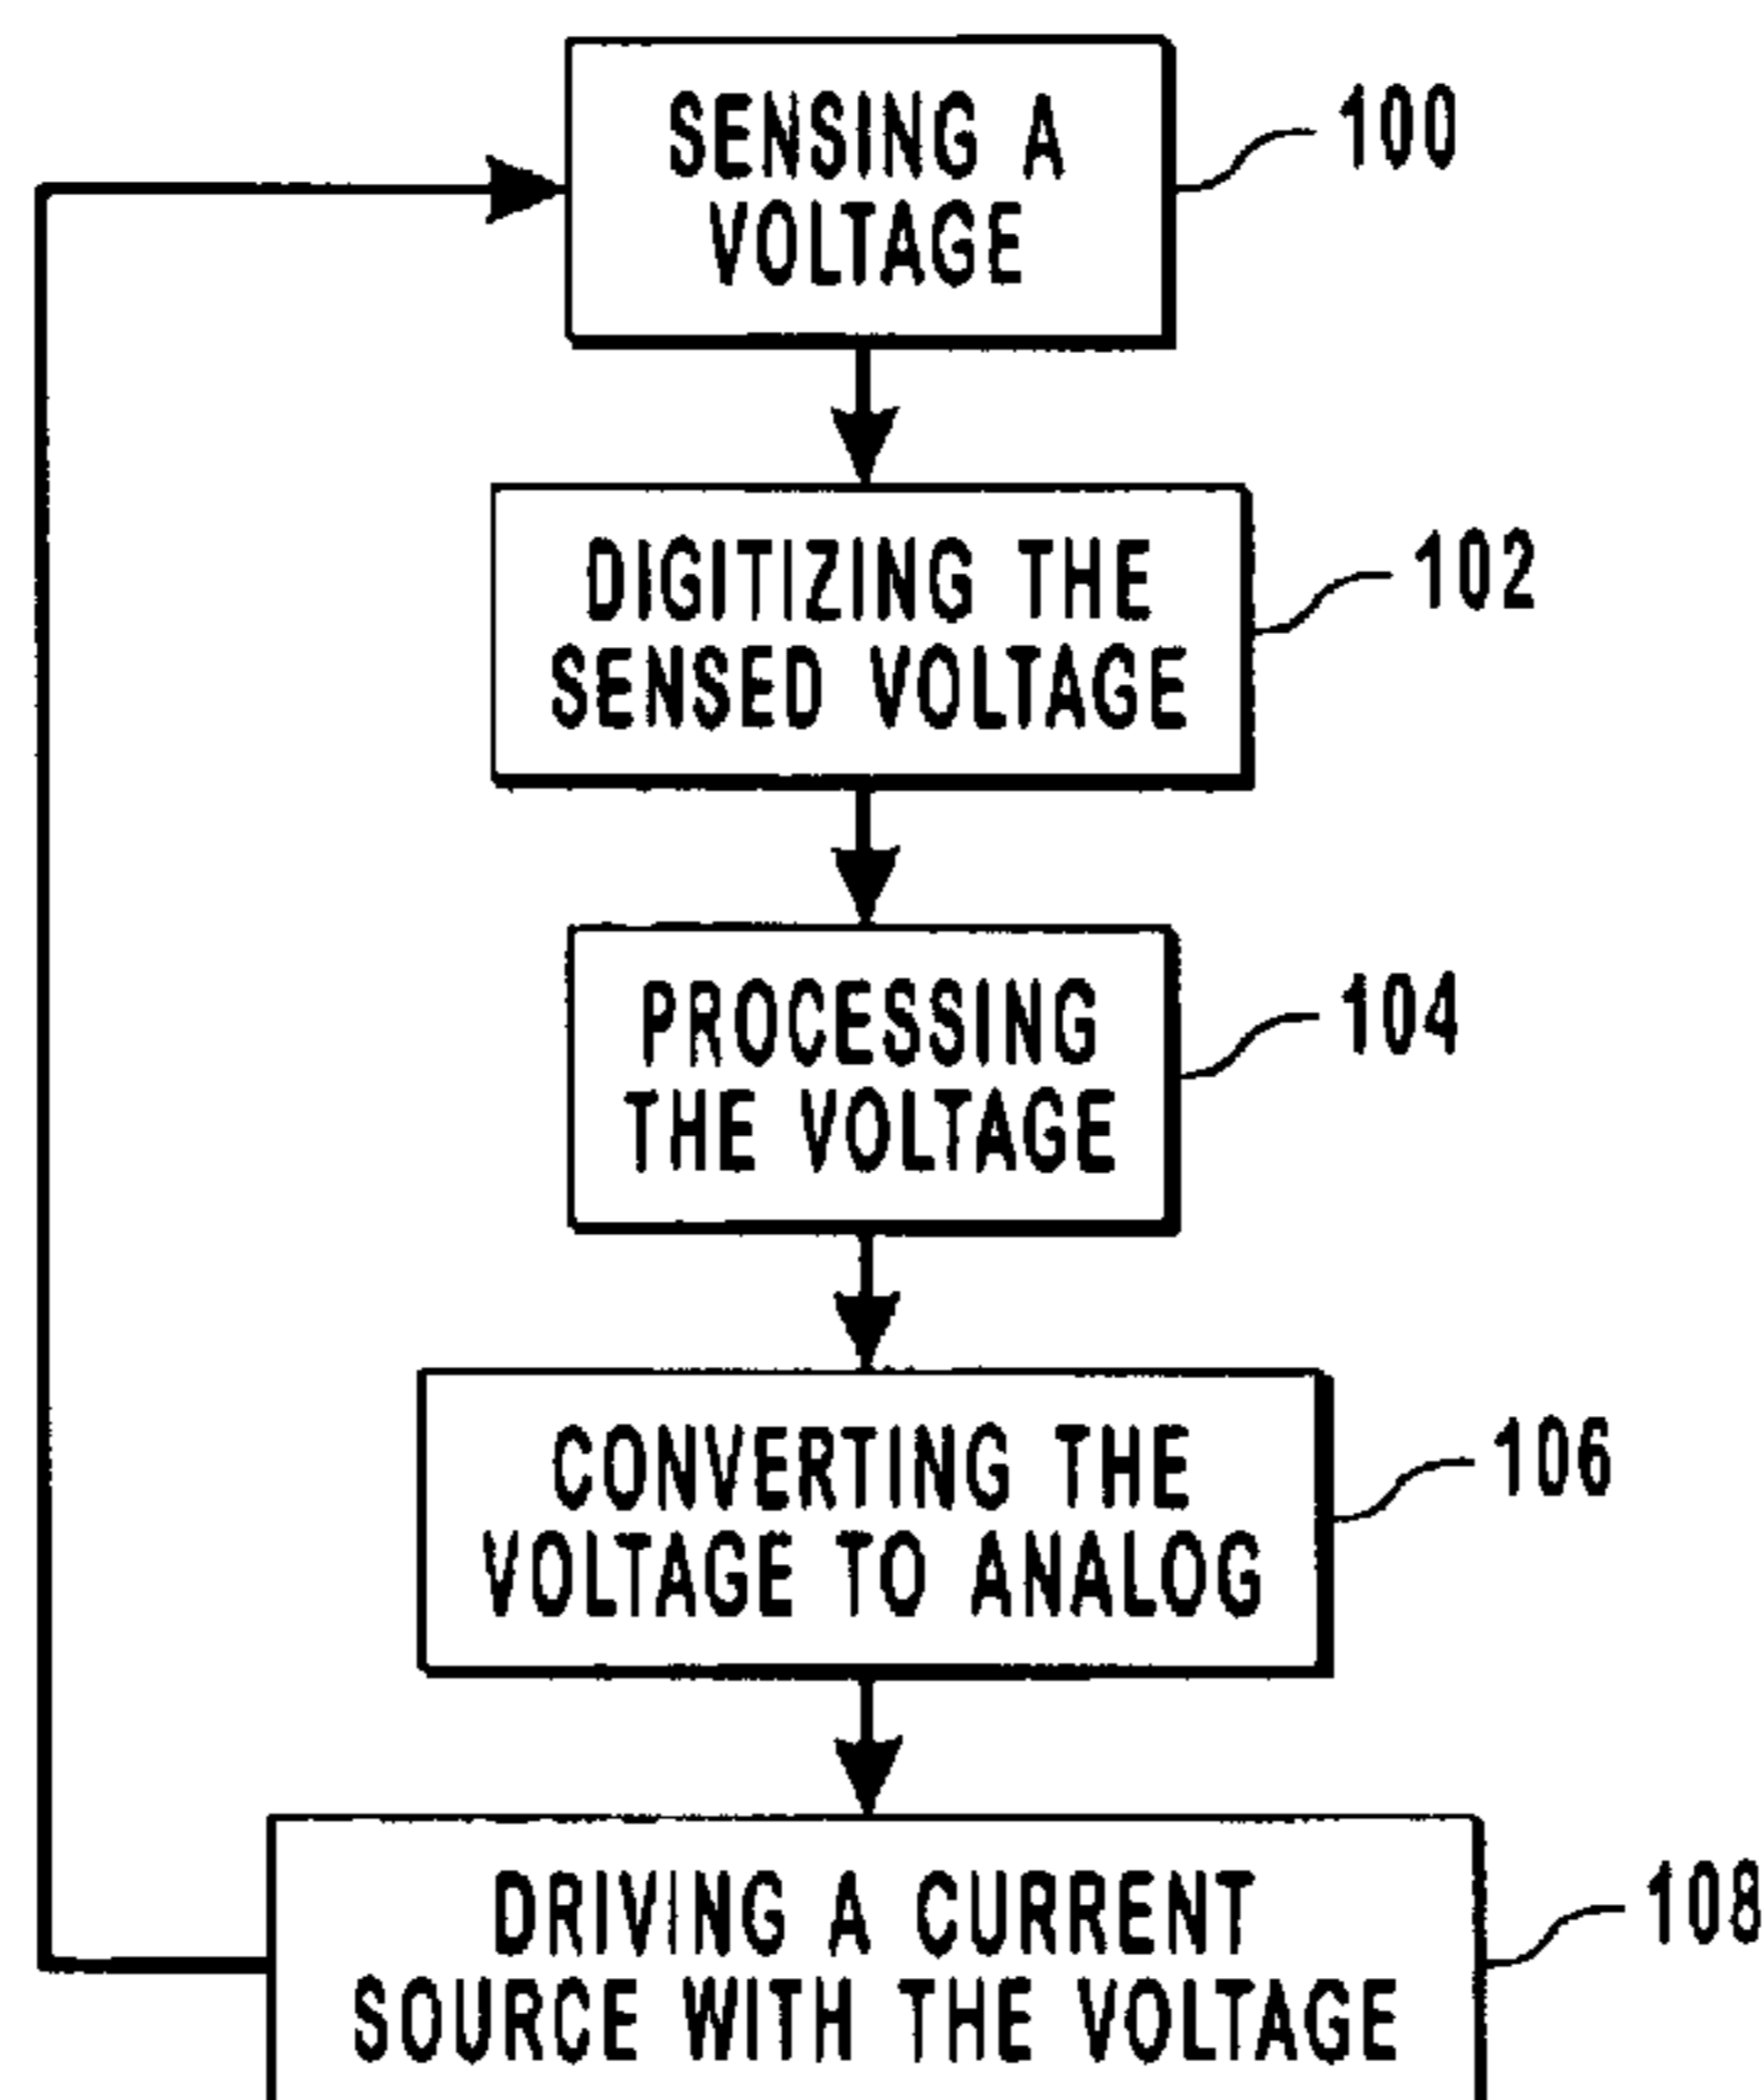 SENSING A
VOLTAGE
100
DIGITIZING THE
SENSED VOLTAGE
102
PROCESSING
THE VOLTAGE
104
CONVERTING THE
VOLTAGE TO ANALOG
106
DRIVING A CURRENT
SOURCE WITH THE VOLTAGE
108